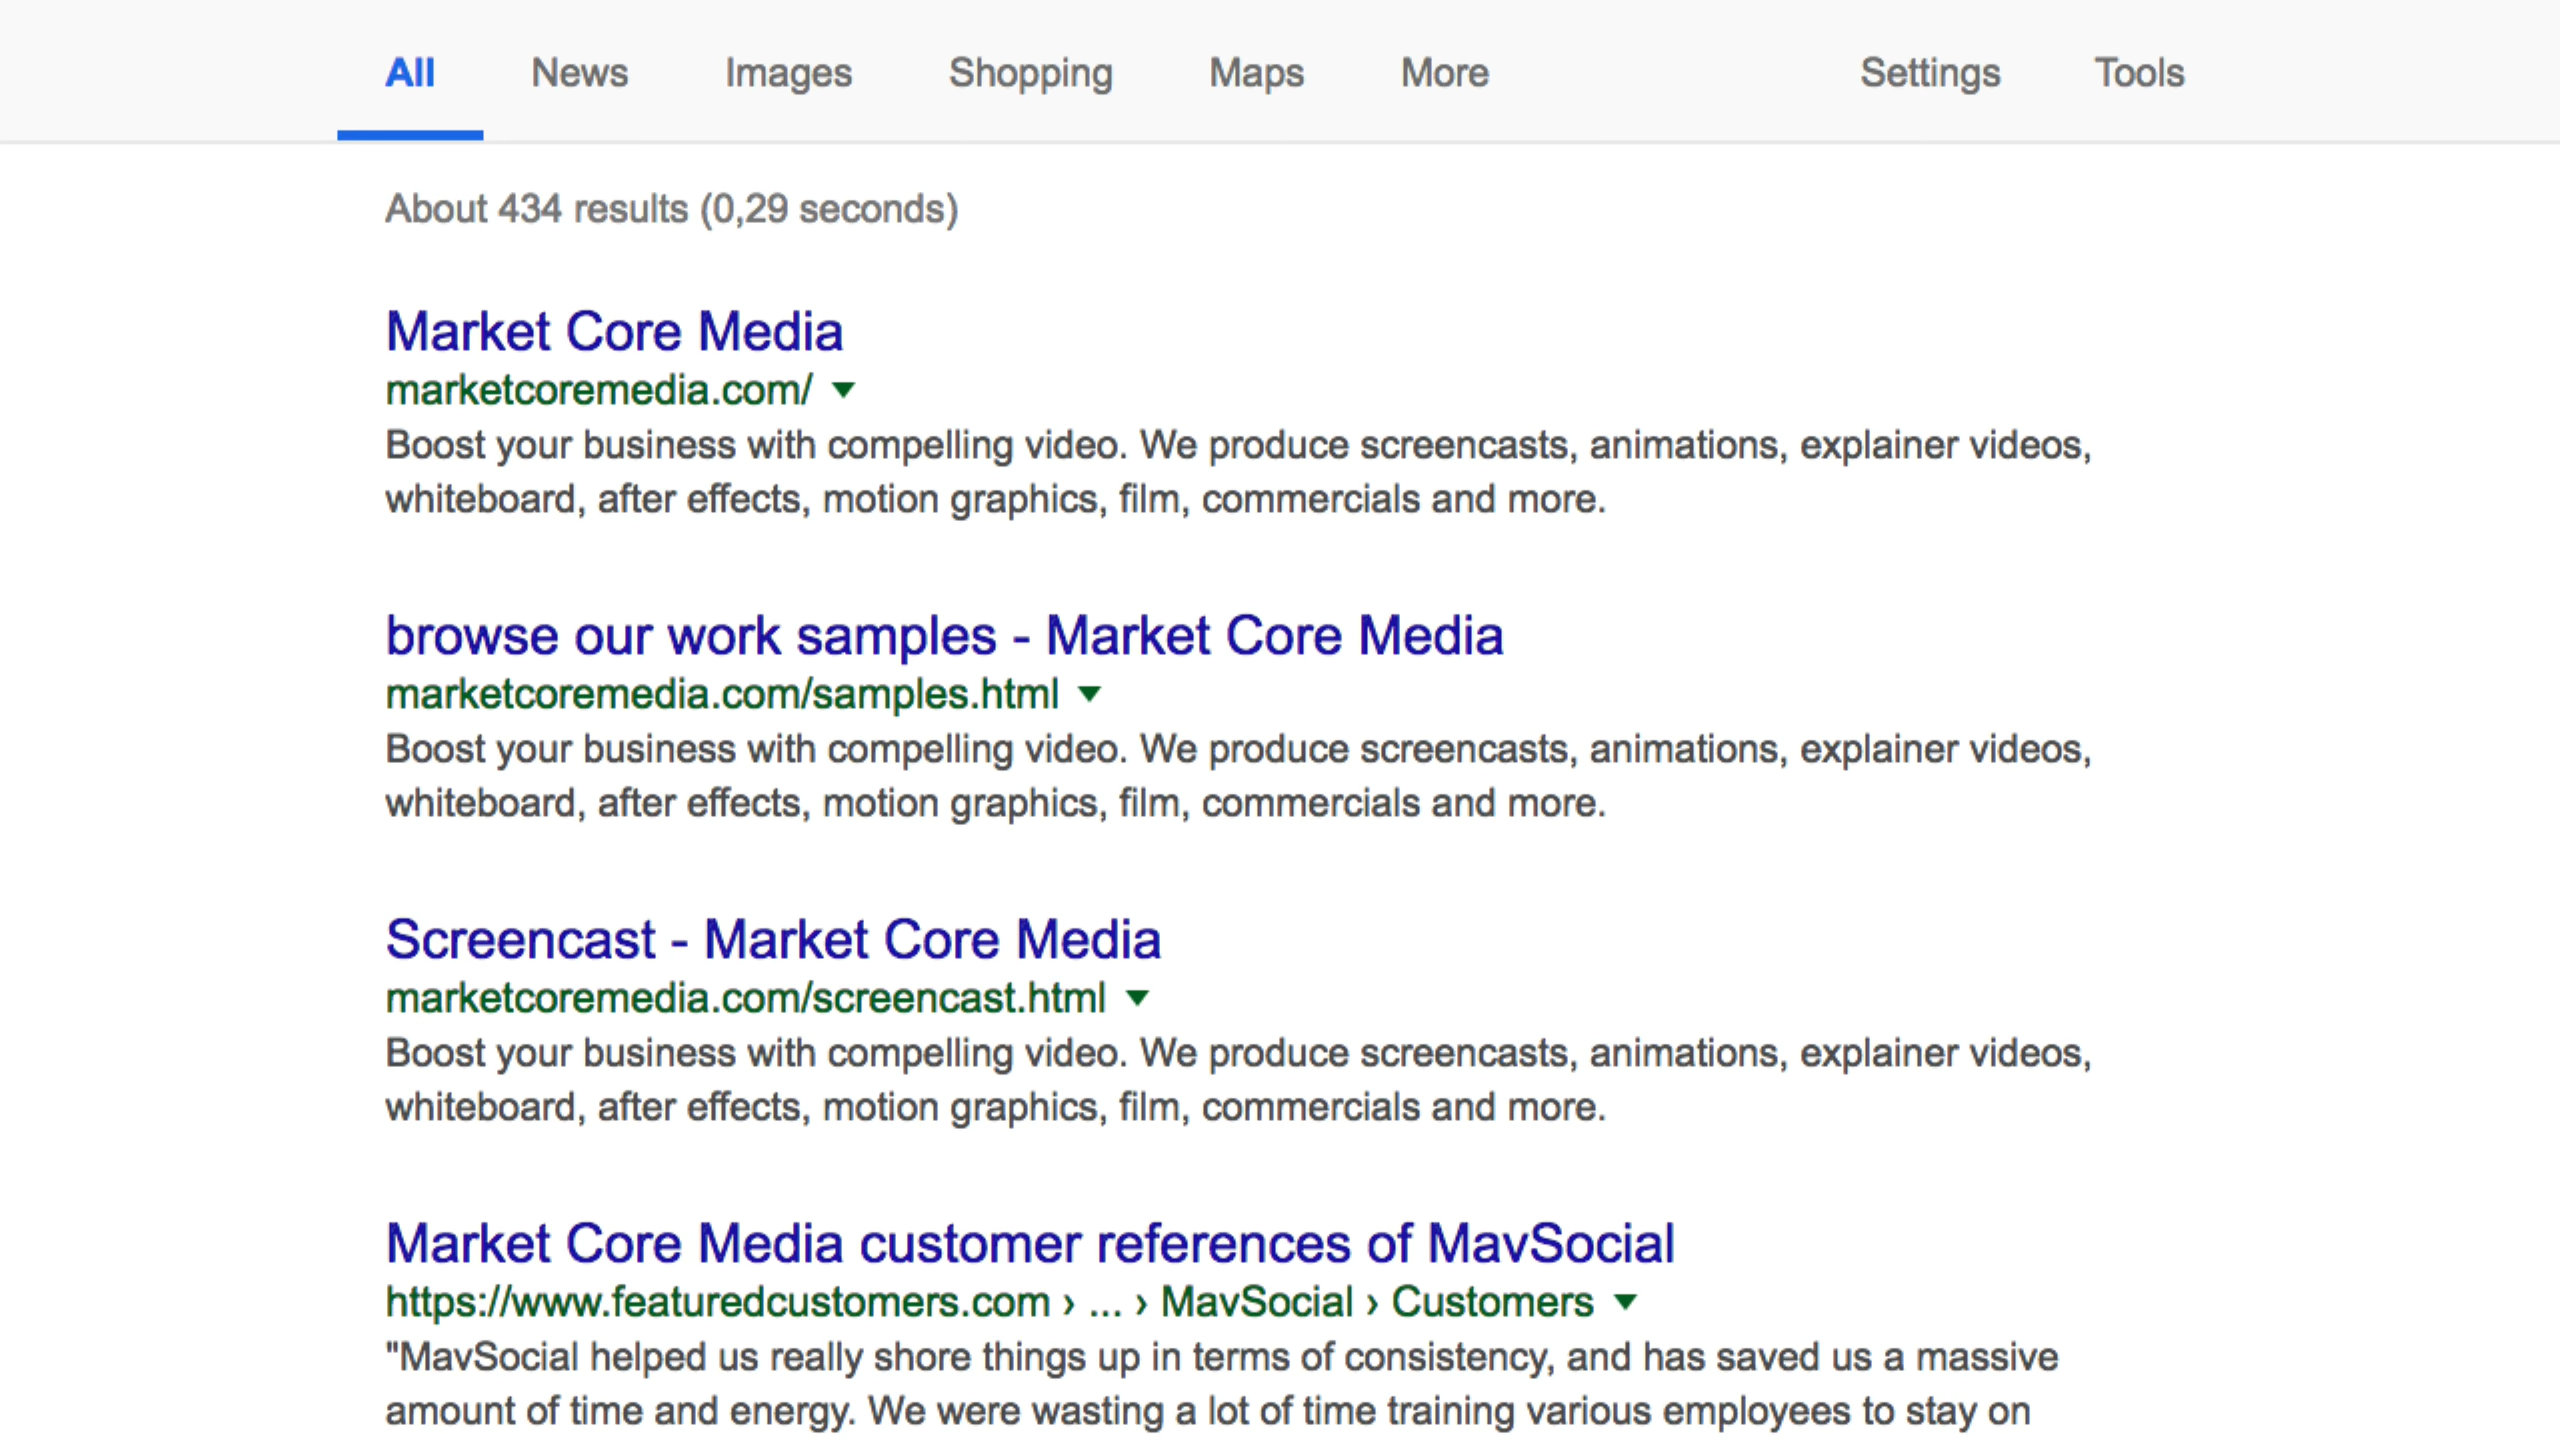 All News Images Shopping Maps More Settings Tools
About 434 results (0,29 seconds)
Market Core Media
marketcoremedia.com/
Boost your business with compelling video. We produce screencasts, animations, explainer videos,
whiteboard, after effects, motion graphics, film, commercials and more.
browse our work samples - Market Core Media
marketcoremedia.com/samples.html
Boost your business with compelling video. We produce screencasts, animations, explainer videos,
whiteboard, after effects, motion graphics, film, commercials and more.
Screencast - Market Core Media
marketcoremedia.com/screencast.html
Boost your business with compelling video. We produce screencasts, animations, explainer videos,
whiteboard, after effects, motion graphics, film, commercials and more.
Market Core Media customer references of MavSocial
https://www.featuredcustomers.com › ... › MavSocial › Customers
"MavSocial helped us really shore things up in terms of consistency, and has saved us a massive
amount of time and energy. We were wasting a lot of time training various employees to stay on